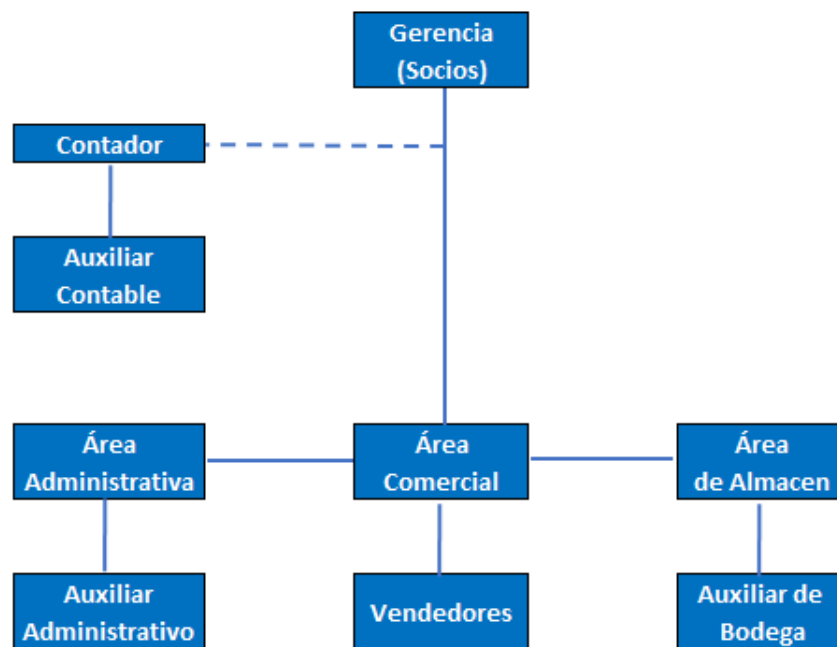 Gerencia
(Socios)
Contador
Auxiliar
Contable
Área
Administrativa
Área
Comercial
Área
de Almacen
Auxiliar
Administrativo
Vendedores
Auxiliar de
Bodega